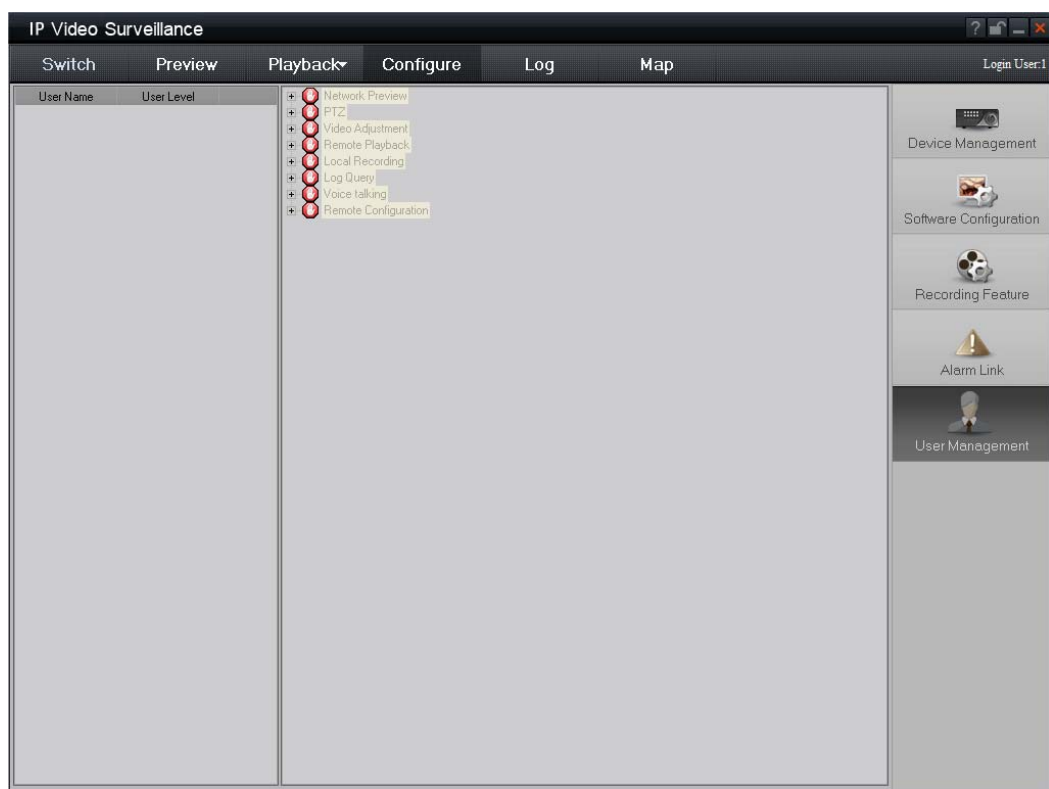 IP Video Surveillance
?
Switch Preview Playback Configure Log Map Login User:1
User Name User Level
Network Preview
PTZ
Video Adjustment
Remote Playback
Local Recording
Log Query
Voice talking
Remote Configuration
Device Management
Software Configuration
Recording Feature
Alarm Link
User Management